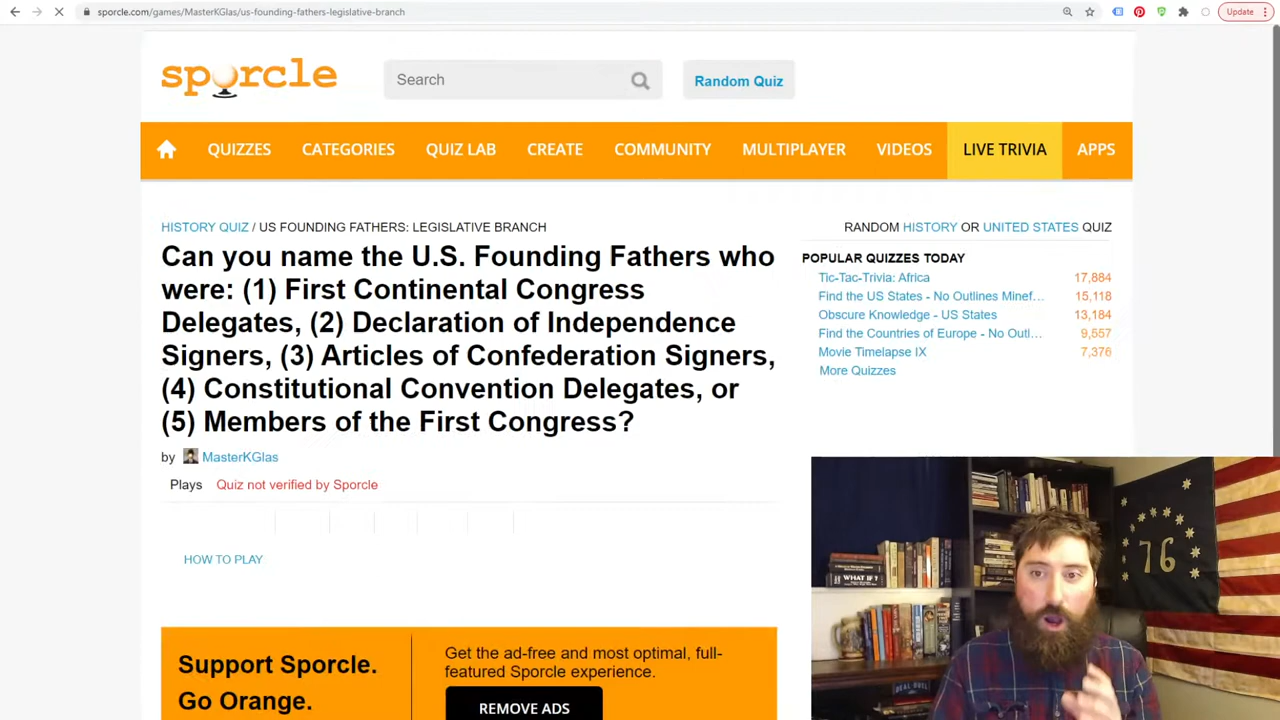 sporcle.com/games/MasterKGlas/us-founding-fathers-legislative-branch
Update
sporcle
Search
Random Quiz
QUIZZES
CATEGORIES
QUIZ LAB
CREATE
COMMUNITY
MULTIPLAYER
VIDEOS
LIVE TRIVIA
APPS
HISTORY QUIZ / US FOUNDING FATHERS: LEGISLATIVE BRANCH
Can you name the U.S. Founding Fathers who
were: (1) First Continental Congress
Delegates, (2) Declaration of Independence
Signers, (3) Articles of Confederation Signers,
(4) Constitutional Convention Delegates, or
(5) Members of the First Congress?
by MasterKGlas
Plays Quiz not verified by Sporcle
HOW TO PLAY
RANDOM HISTORY OR UNITED STATES QUIZ
POPULAR QUIZZES TODAY
Tic-Tac-Trivia: Africa 17,884
Find the US States - No Outlines Minef... 15,118
Obscure Knowledge - US States 13,184
Find the Countries of Europe - No Outl... 9,557
Movie Timelapse IX 7,376
More Quizzes
Support Sporcle.
Go Orange.
Get the ad-free and most optimal, full-
featured Sporcle experience.
REMOVE ADS
WHAT IF?
76